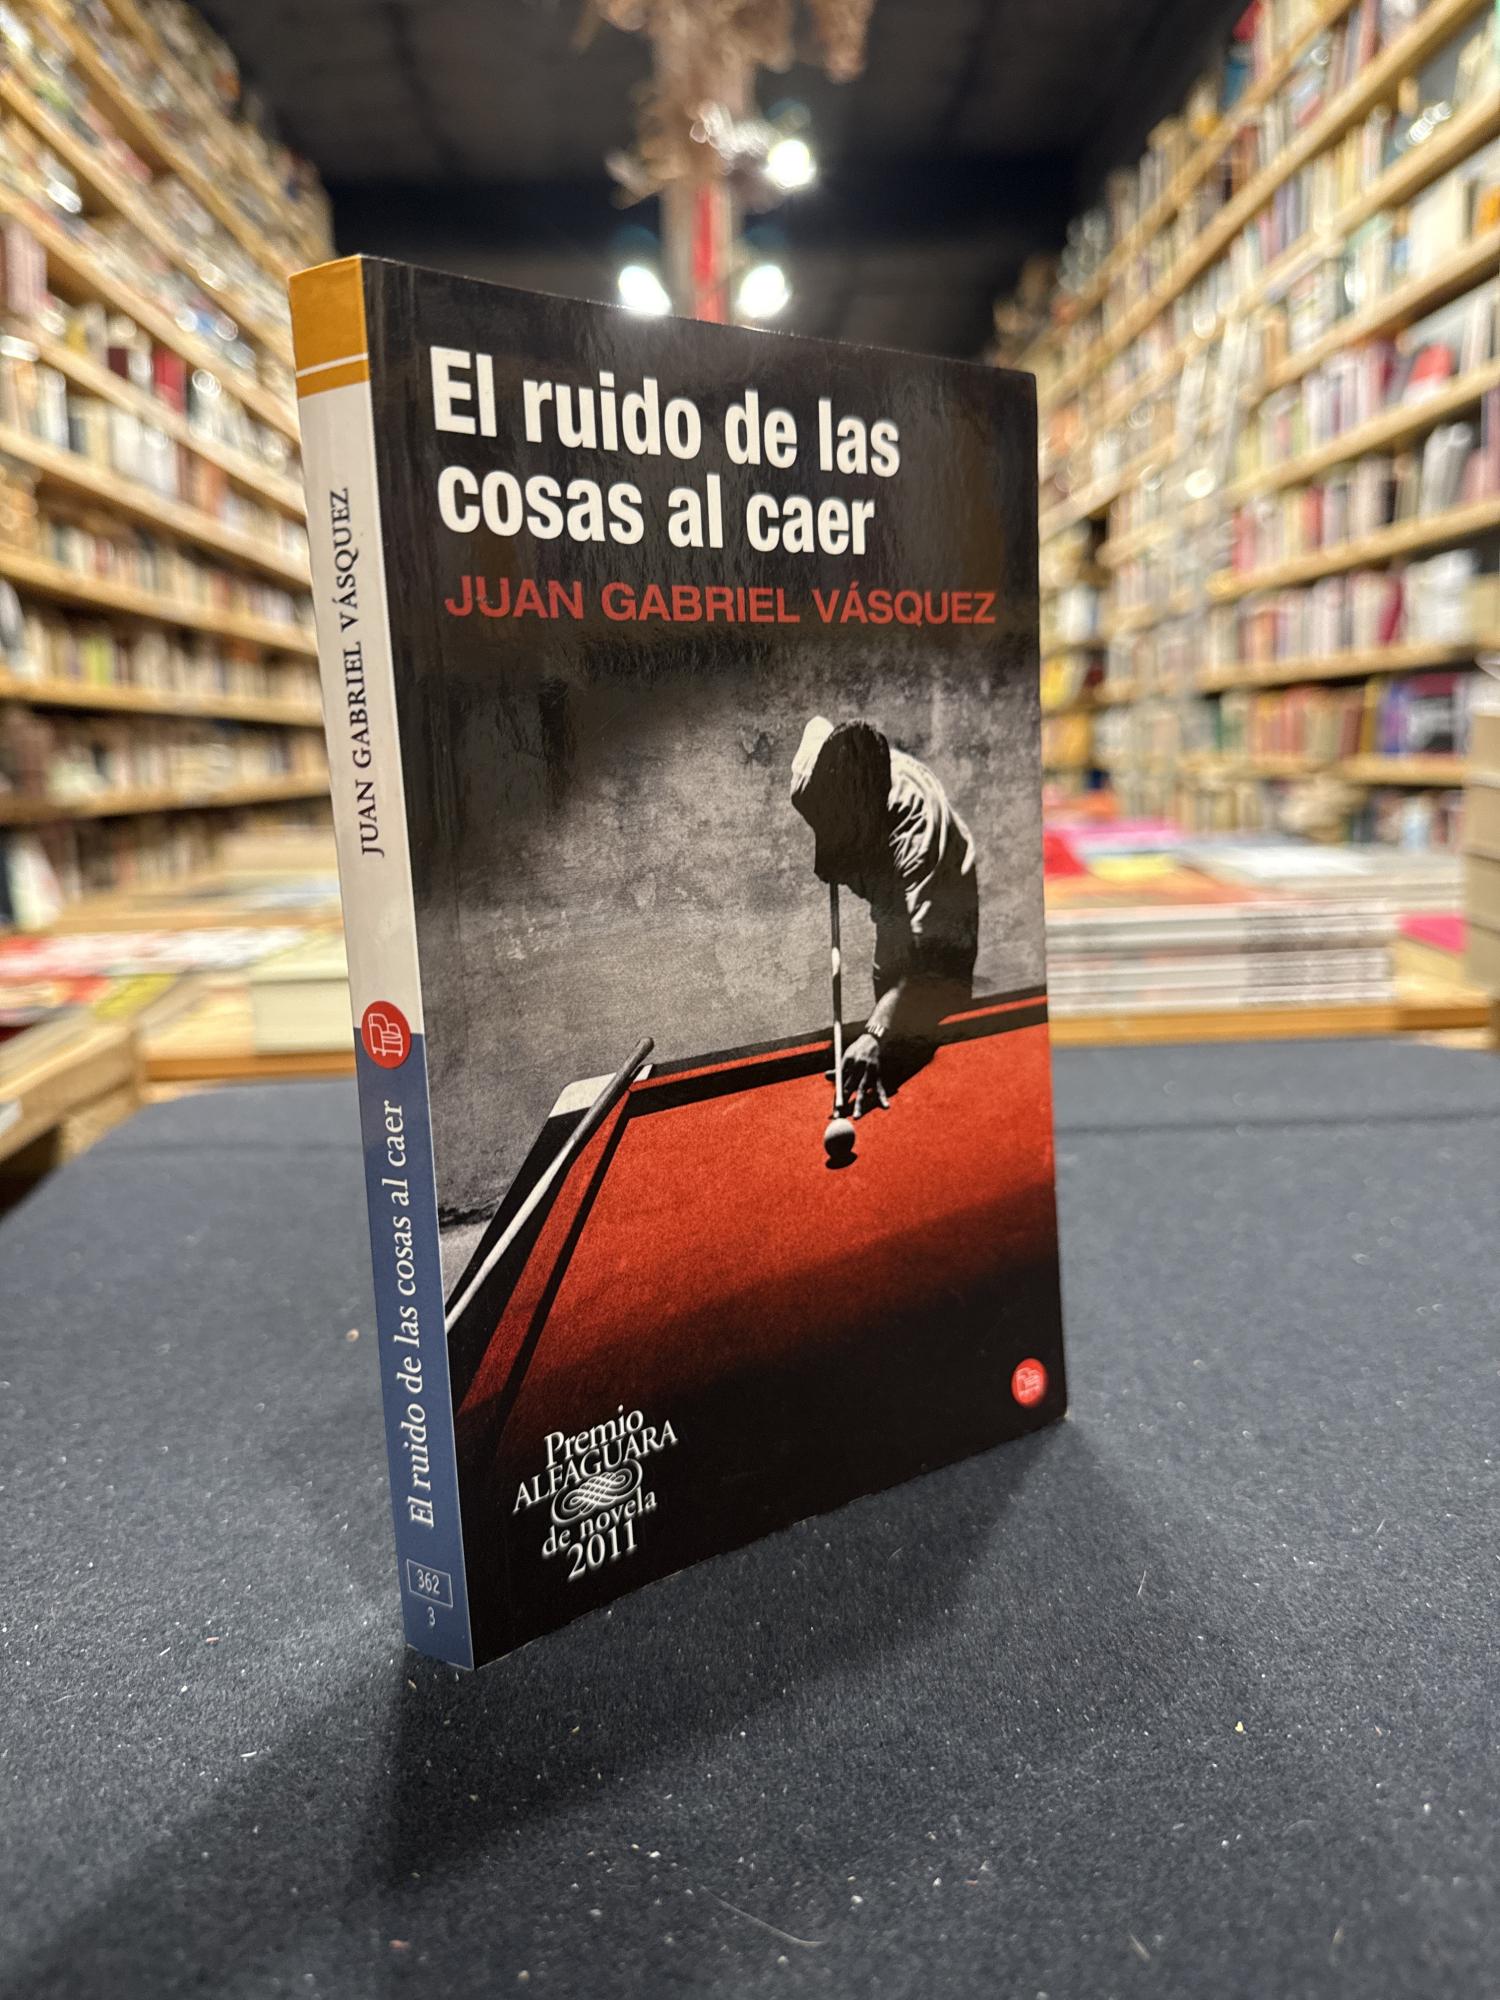 El ruido de las
cosas al caer
JUAN GABRIEL VÁSQUEZ
Premio
ALFAGUARA
de novela
2011
JUAN GABRIEL VÁSQUEZ
El ruido de las cosas al caer
362
3